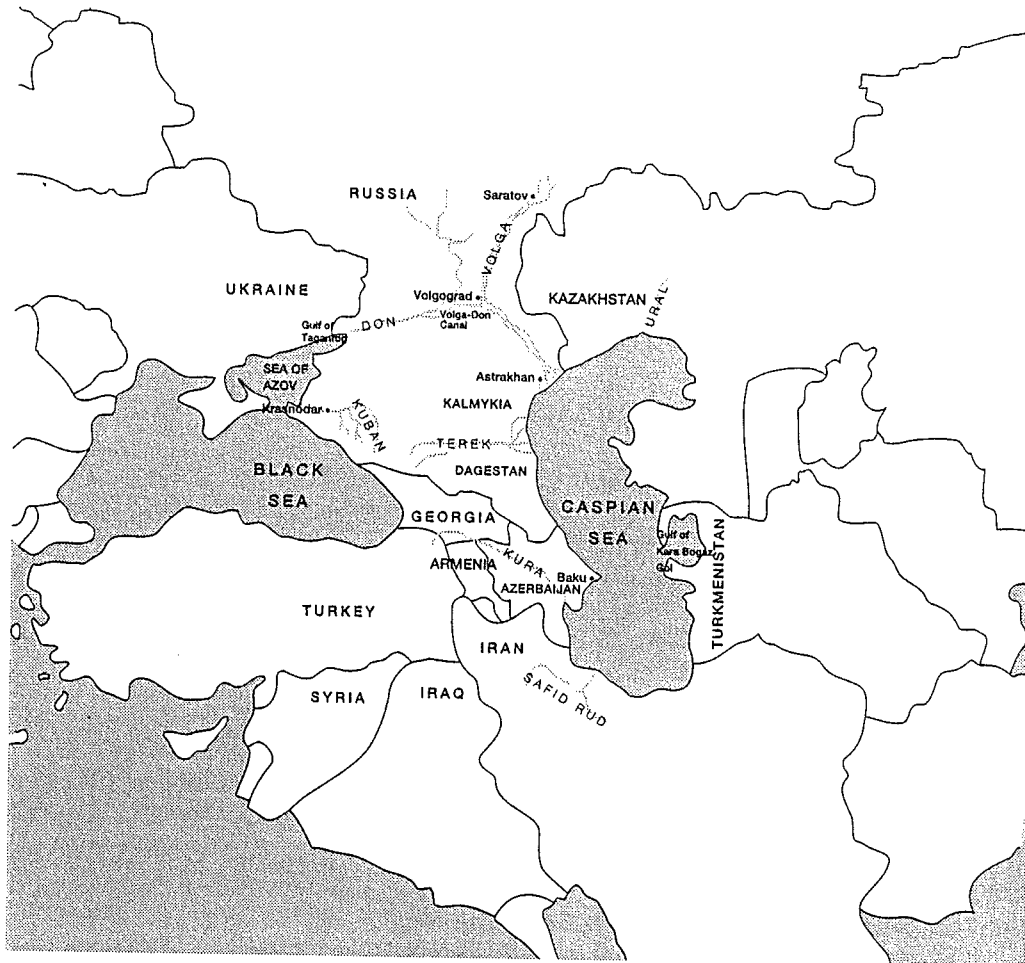 RUSSIA
Saratov
VOLGA
UKRAINE
Volgograd
KAZAKHSTAN
URAL
Gulf of
Taganrog
DON
Volga-Don
Canal
SEA OF
AZOV
Astrakhan
Krasnodar
KUBAN
KALMYKIA
TEREK
DAGESTAN
BLACK
SEA
CASPIAN
SEA
GEORGIA
Gulf of
Kara Bogaz
Gol
TURKMENISTAN
ARMENIA
KURA
AZERBAIJAN
Baku
TURKEY
IRAN
SYRIA
IRAQ
SAFID RUD